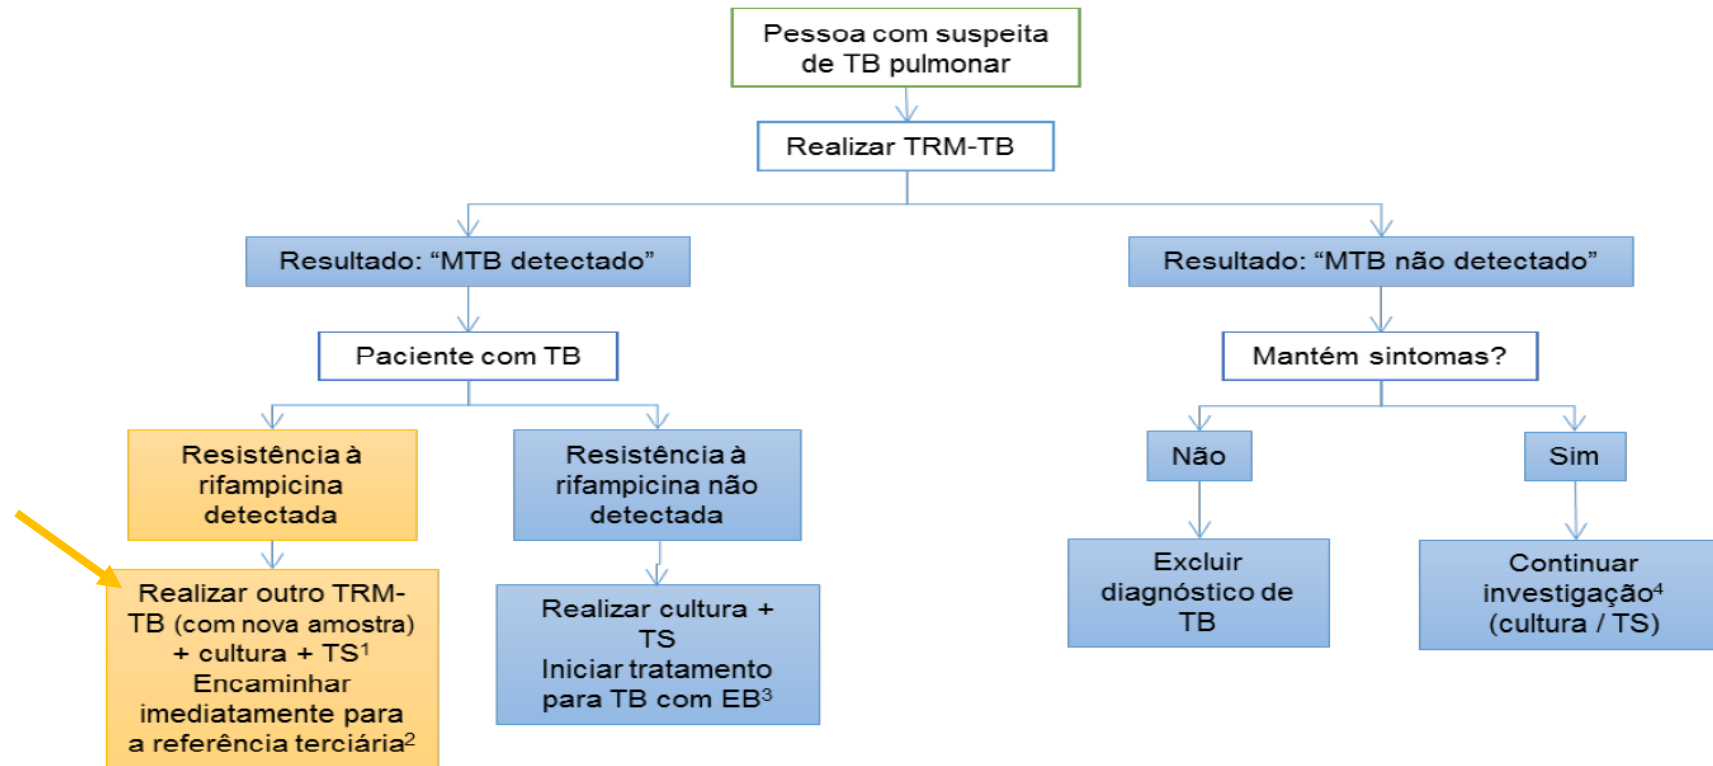 Pessoa com suspeita
de TB pulmonar
Realizar TRM-TB
Resultado: “MTB detectado”
Resultado: “MTB não detectado”
Paciente com TB
Mantém sintomas?
Resistência à
rifampicina
detectada
Resistência à
rifampicina não
detectada
Não
Sim
Realizar outro TRM-
TB (com nova amostra)
+ cultura + TS¹
Encaminhar
imediatamente para
a referência terciária²
Realizar cultura +
TS
Iniciar tratamento
para TB com EB³
Excluir
diagnóstico de
TB
Continuar
investigação⁴
(cultura / TS)